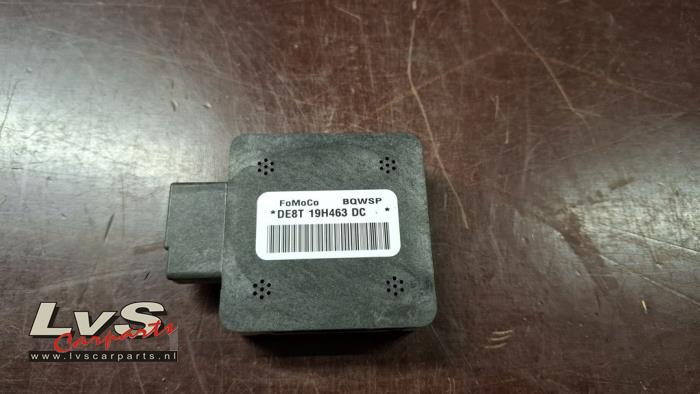 FoMoCo BQWSP
*DE8T 19H463 DC *
LvS
Carparts
www.lvscarparts.nl